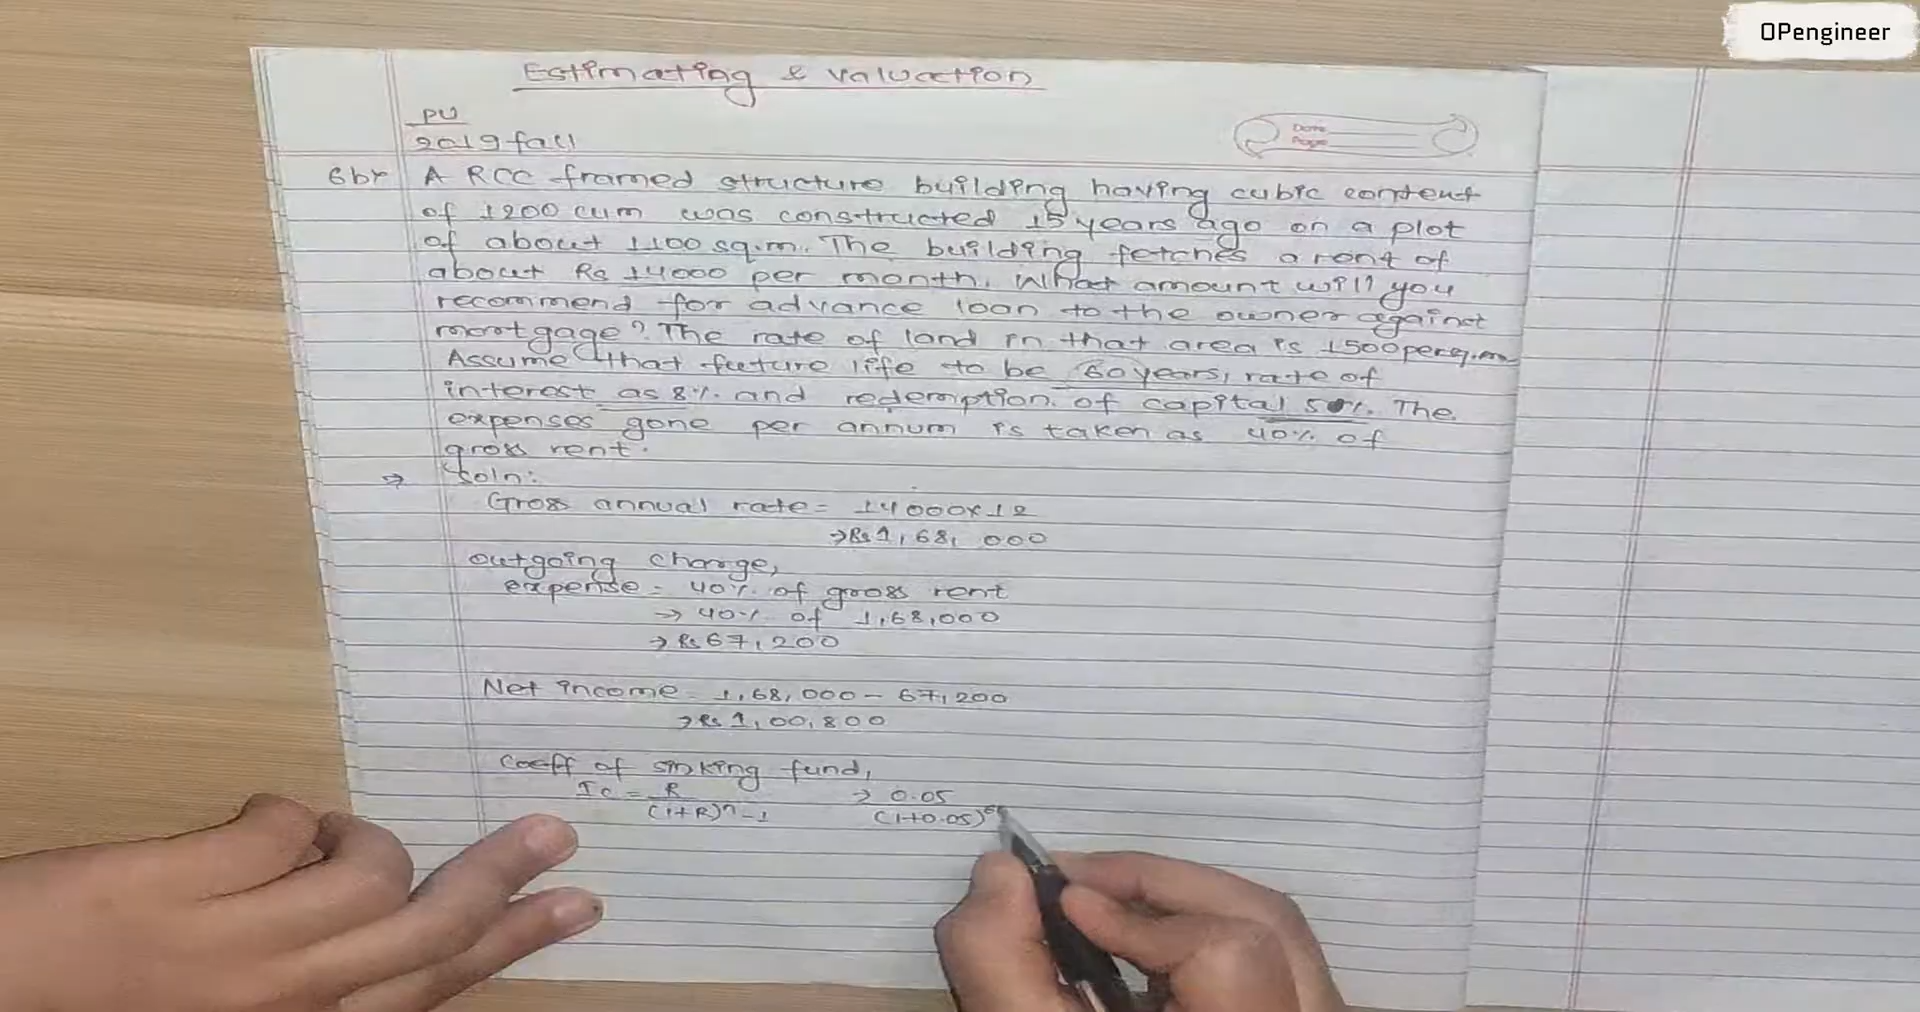 OPengineer
Estimating & valuation
PU
2019 fall
Date
Page
6b) A RCC framed structure building having cubic content
of 1200 cum was constructed 15 years ago on a plot
of about 1100 sq.m. The building fetches a rent of
about Rs 14000 per month. What amount will you
recommend for advance loan to the owner against
mortgage? The rate of land in that area is 1500 per sq.m
Assume that future life to be 60 years, rate of
interest as 8% and redemption of capital 5%. The
expenses gone per annum is taken as 40% of
gross rent.
⇒ Soln:
Gross annual rate = 14000×12
→ Rs 1,68,000
outgoing charge,
expense = 40% of gross rent
→ 40% of 1,68,000
→ Rs 67,200
Net income = 1,68,000 - 67,200
→ Rs 1,00,800
Coeff of sinking fund,
Ic = R → 0.05
(1+R)ⁿ-1 (1+0.05)